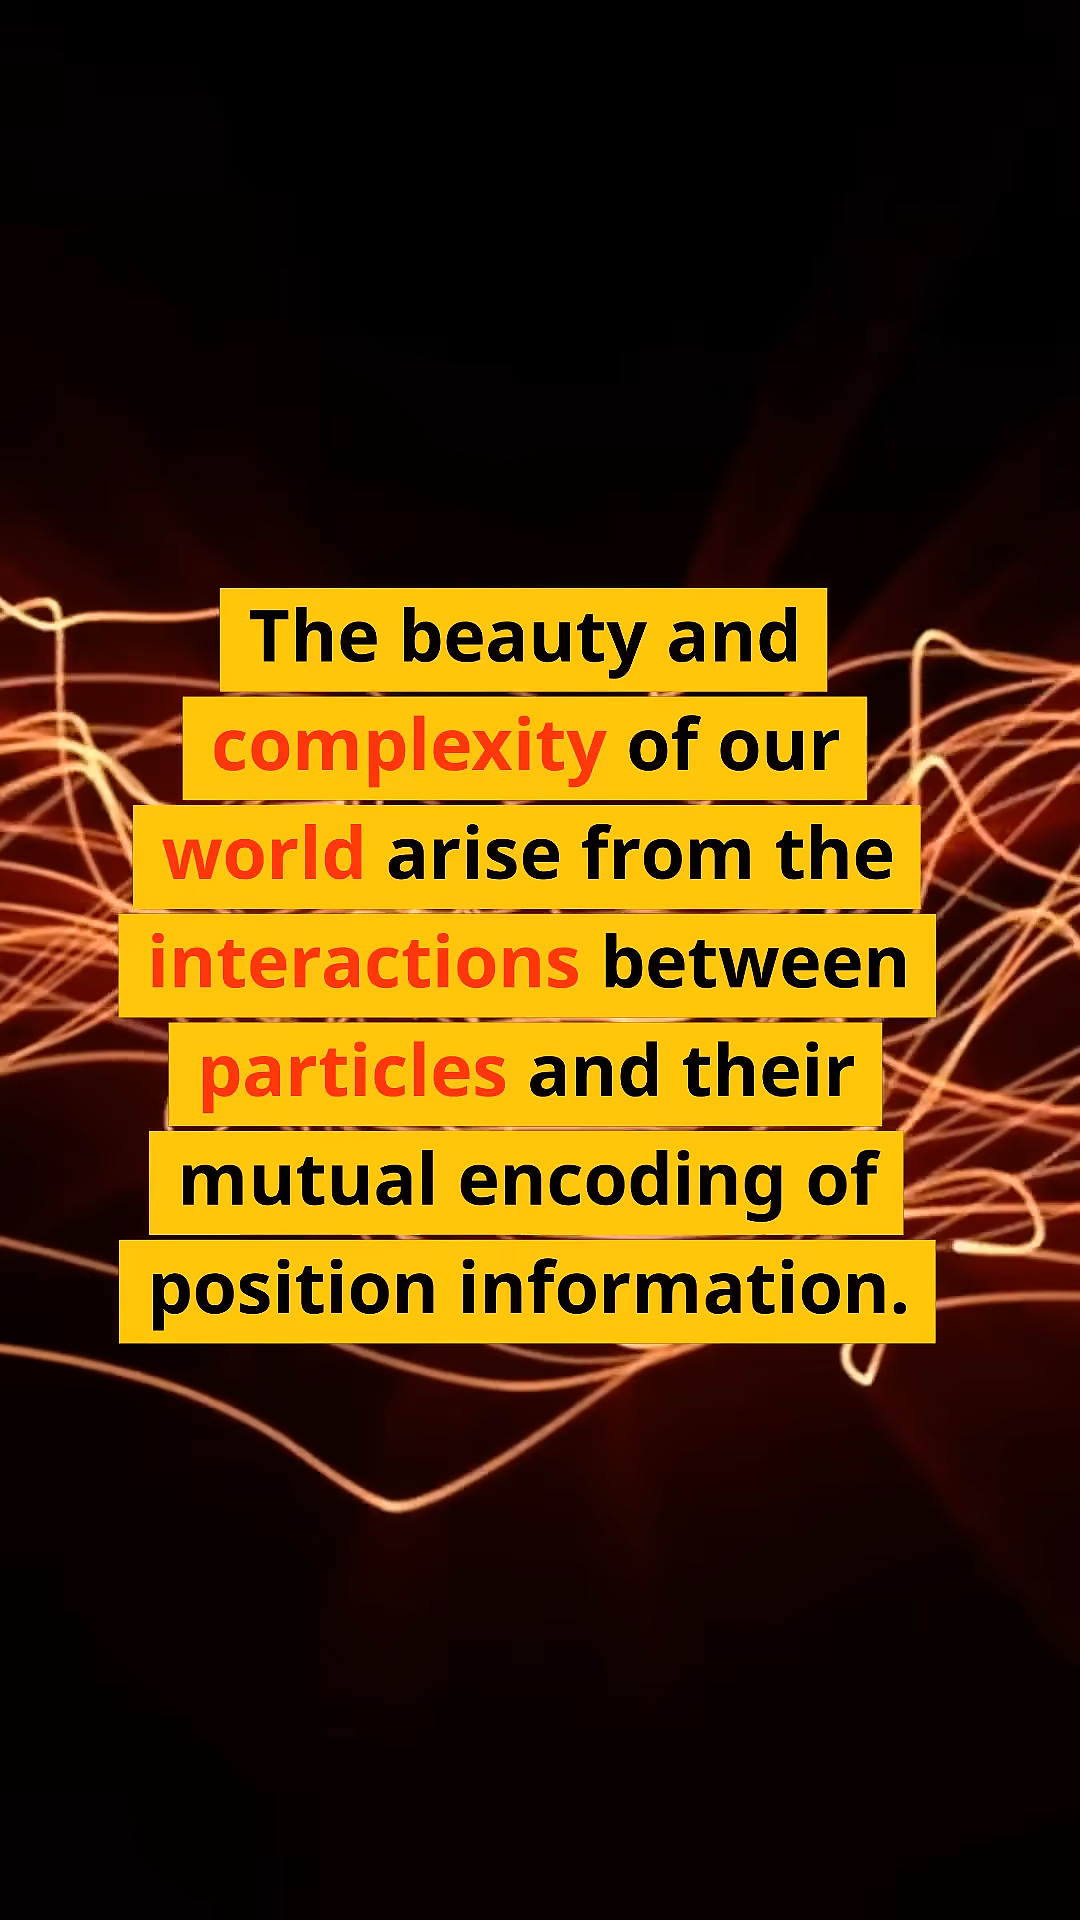 The beauty and
complexity of our
world arise from the
interactions between
particles and their
mutual encoding of
position information.